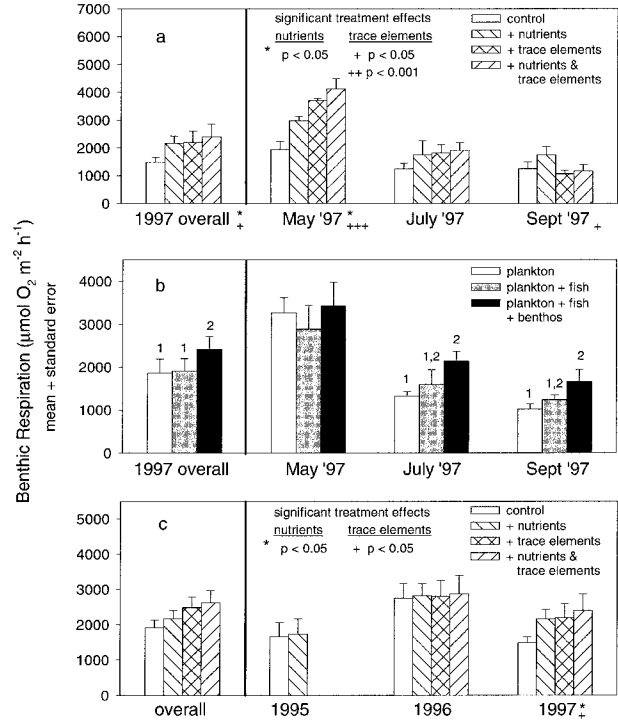 Benthic Respiration (μmol O2 m-2 h-1)
mean + standard error
7000
6000
5000
4000
3000
2000
1000
0
a
significant treatment effects
nutrients trace elements
* p < 0.05 + p < 0.05
++ p < 0.001
control
+ nutrients
+ trace elements
+ nutrients &
trace elements
1997 overall * +
May '97 * +++
July '97
Sept '97 +
4000
3000
2000
1000
0
b
plankton
plankton + fish
plankton + fish
+ benthos
1 1 2
1 1,2 2
1 1,2 2
1997 overall
May '97
July '97
Sept '97
5000
4000
3000
2000
1000
0
c
significant treatment effects
nutrients trace elements
* p < 0.05 + p < 0.05
control
+ nutrients
+ trace elements
+ nutrients &
trace elements
overall
1995
1996
1997 * +